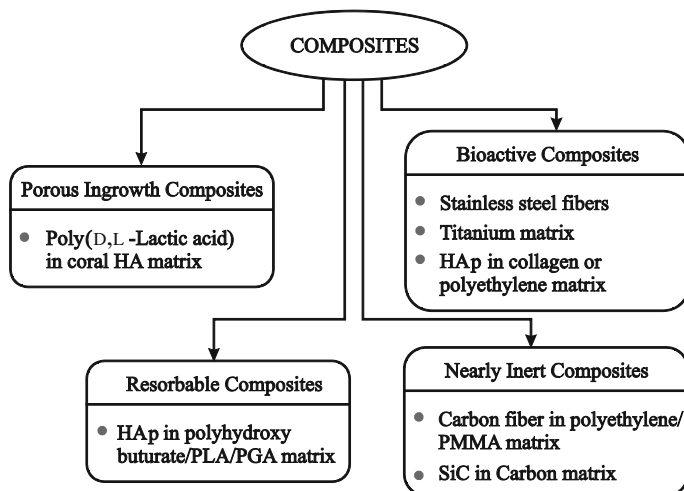 COMPOSITES
Porous Ingrowth Composites
Poly(D,L -Lactic acid)
in coral HA matrix
Bioactive Composites
Stainless steel fibers
Titanium matrix
HAp in collagen or
polyethylene matrix
Resorbable Composites
HAp in polyhydroxy
buturate/PLA/PGA matrix
Nearly Inert Composites
Carbon fiber in polyethylene/
PMMA matrix
SiC in Carbon matrix